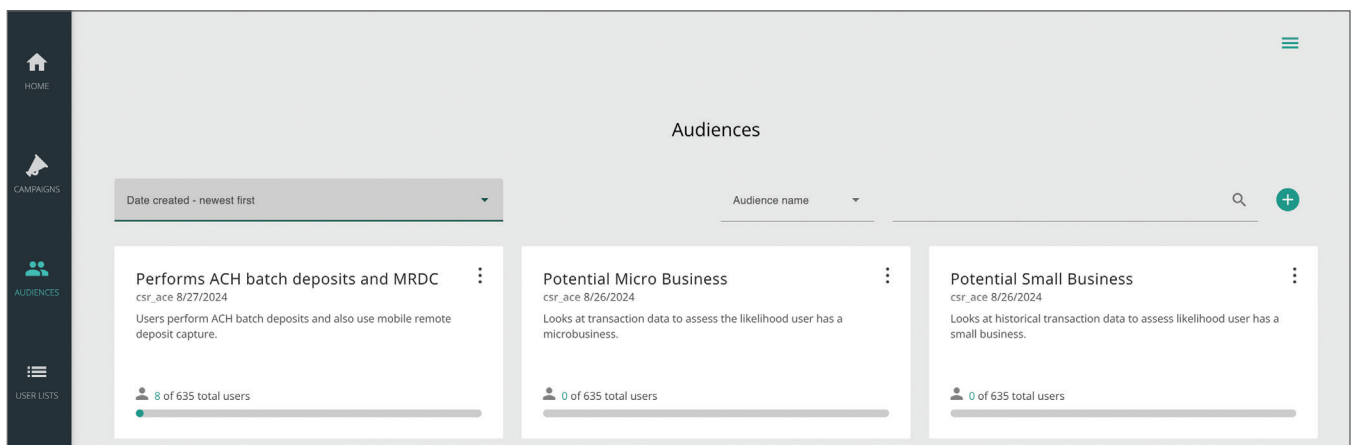 HOME
CAMPAIGNS
AUDIENCES
USER LISTS
Audiences
Date created - newest first
Audience name
Performs ACH batch deposits and MRDC
csr_ace 8/27/2024
Users perform ACH batch deposits and also use mobile remote
deposit capture.
8 of 635 total users
Potential Micro Business
csr_ace 8/26/2024
Looks at transaction data to assess the likelihood user has a
microbusiness.
0 of 635 total users
Potential Small Business
csr_ace 8/26/2024
Looks at historical transaction data to assess likelihood user has a
small business.
0 of 635 total users